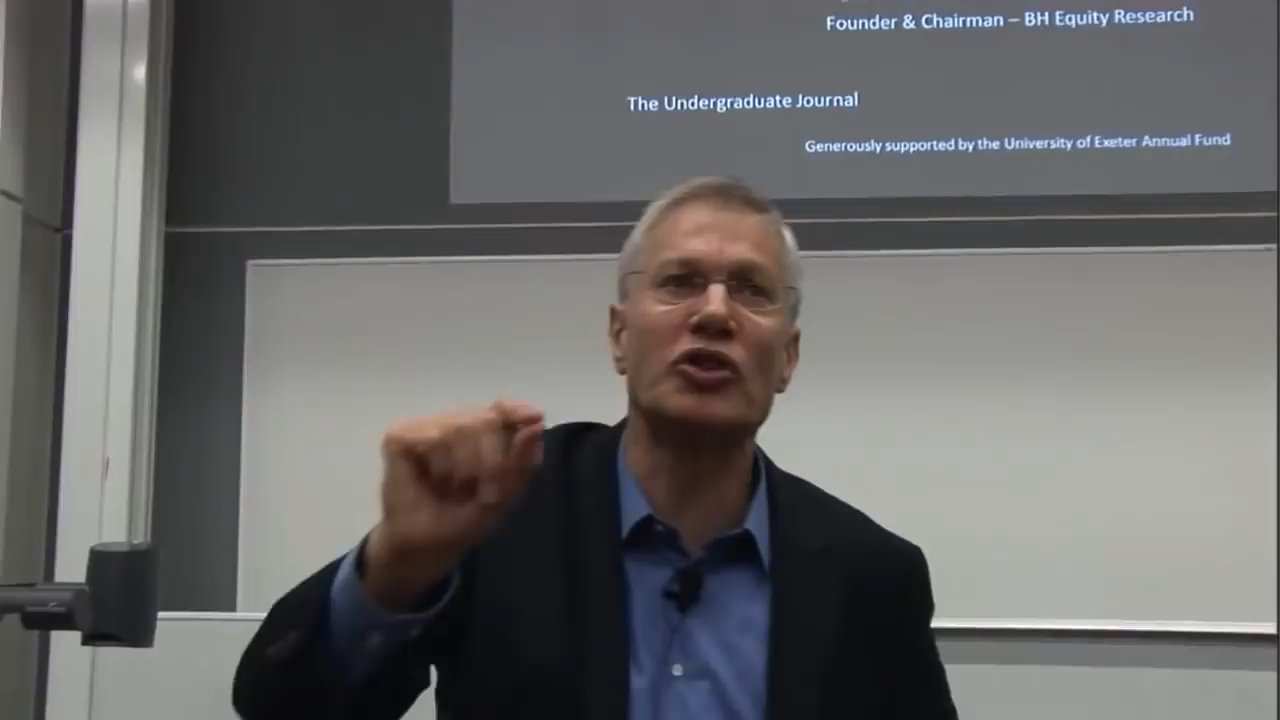 Founder & Chairman – BH Equity Research
The Undergraduate Journal
Generously supported by the University of Exeter Annual Fund